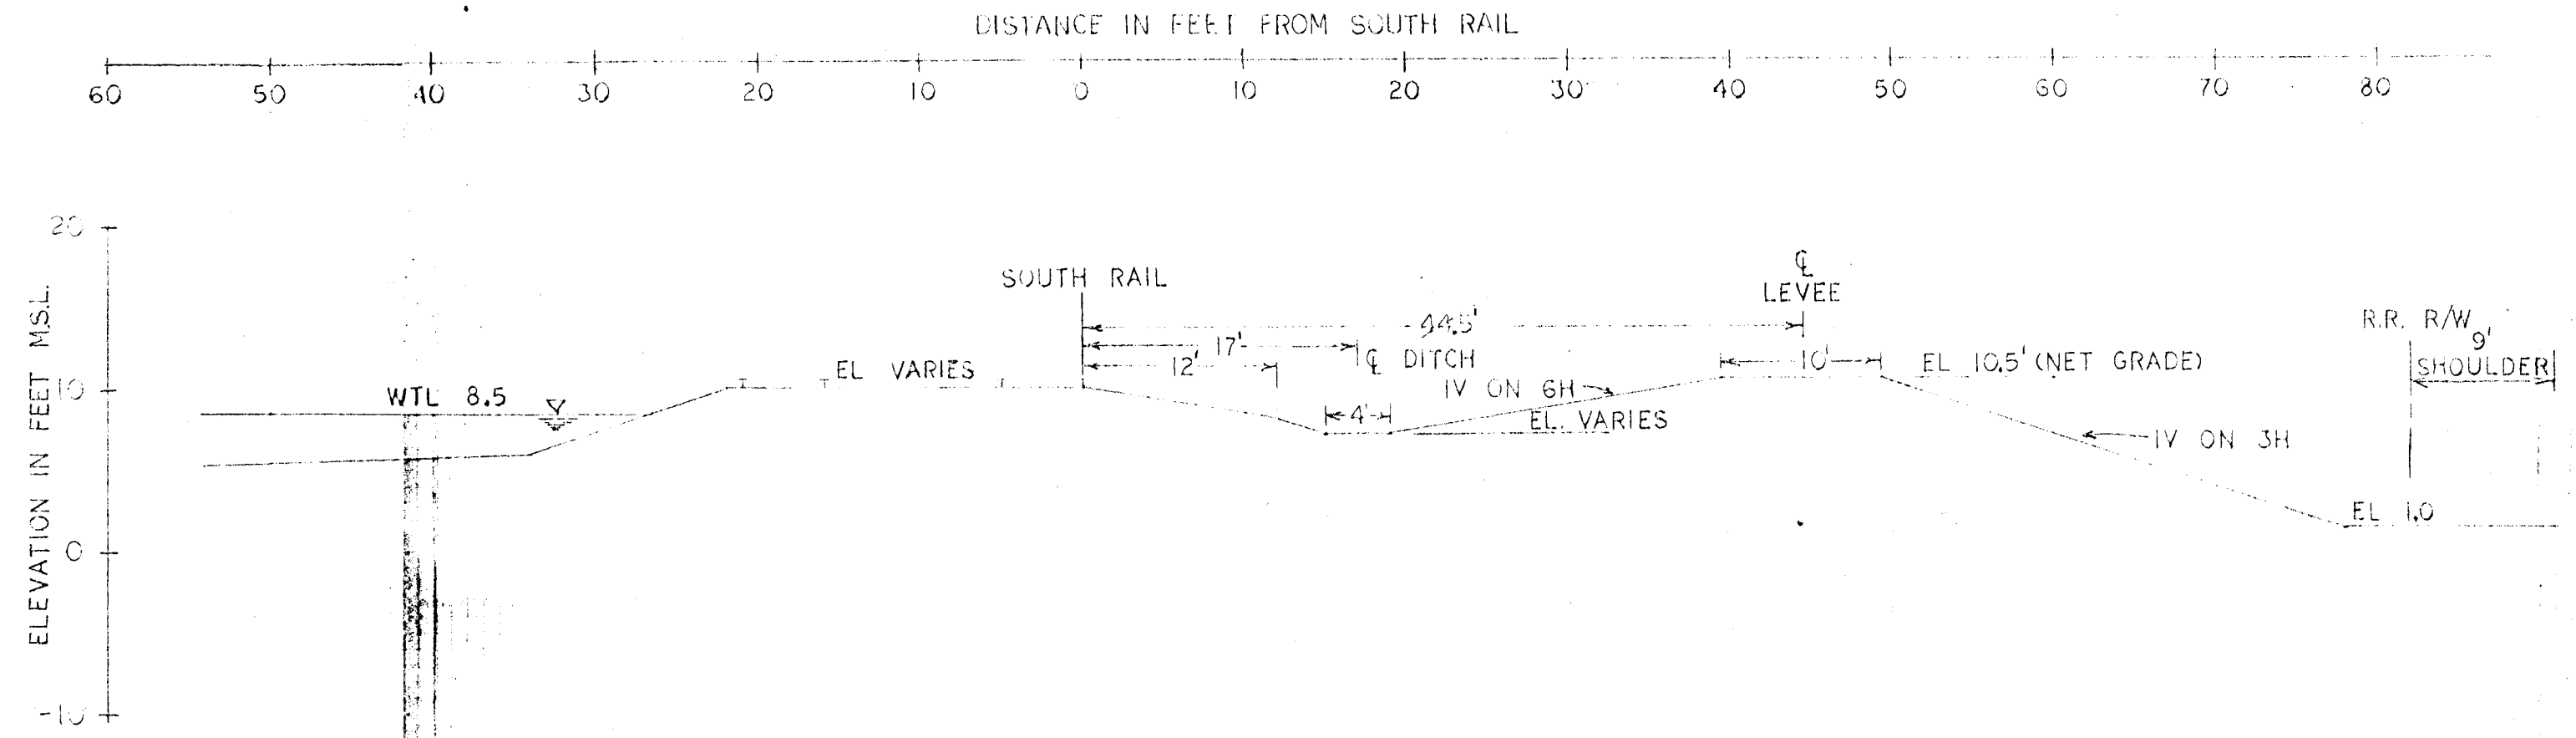 DISTANCE IN FEET FROM SOUTH RAIL
60 50 40 30 20 10 0 10 20 30 40 50 60 70 80
ELEVATION IN FEET M.S.L.
20
10
0
-10
WTL 8.5
EL VARIES
SOUTH RAIL
44.5'
17'
℄ DITCH
12'
4'
1V ON 6H
EL. VARIES
℄
LEVEE
10'
EL 10.5' (NET GRADE)
1V ON 3H
R.R. R/W
9'
SHOULDER
EL 1.0